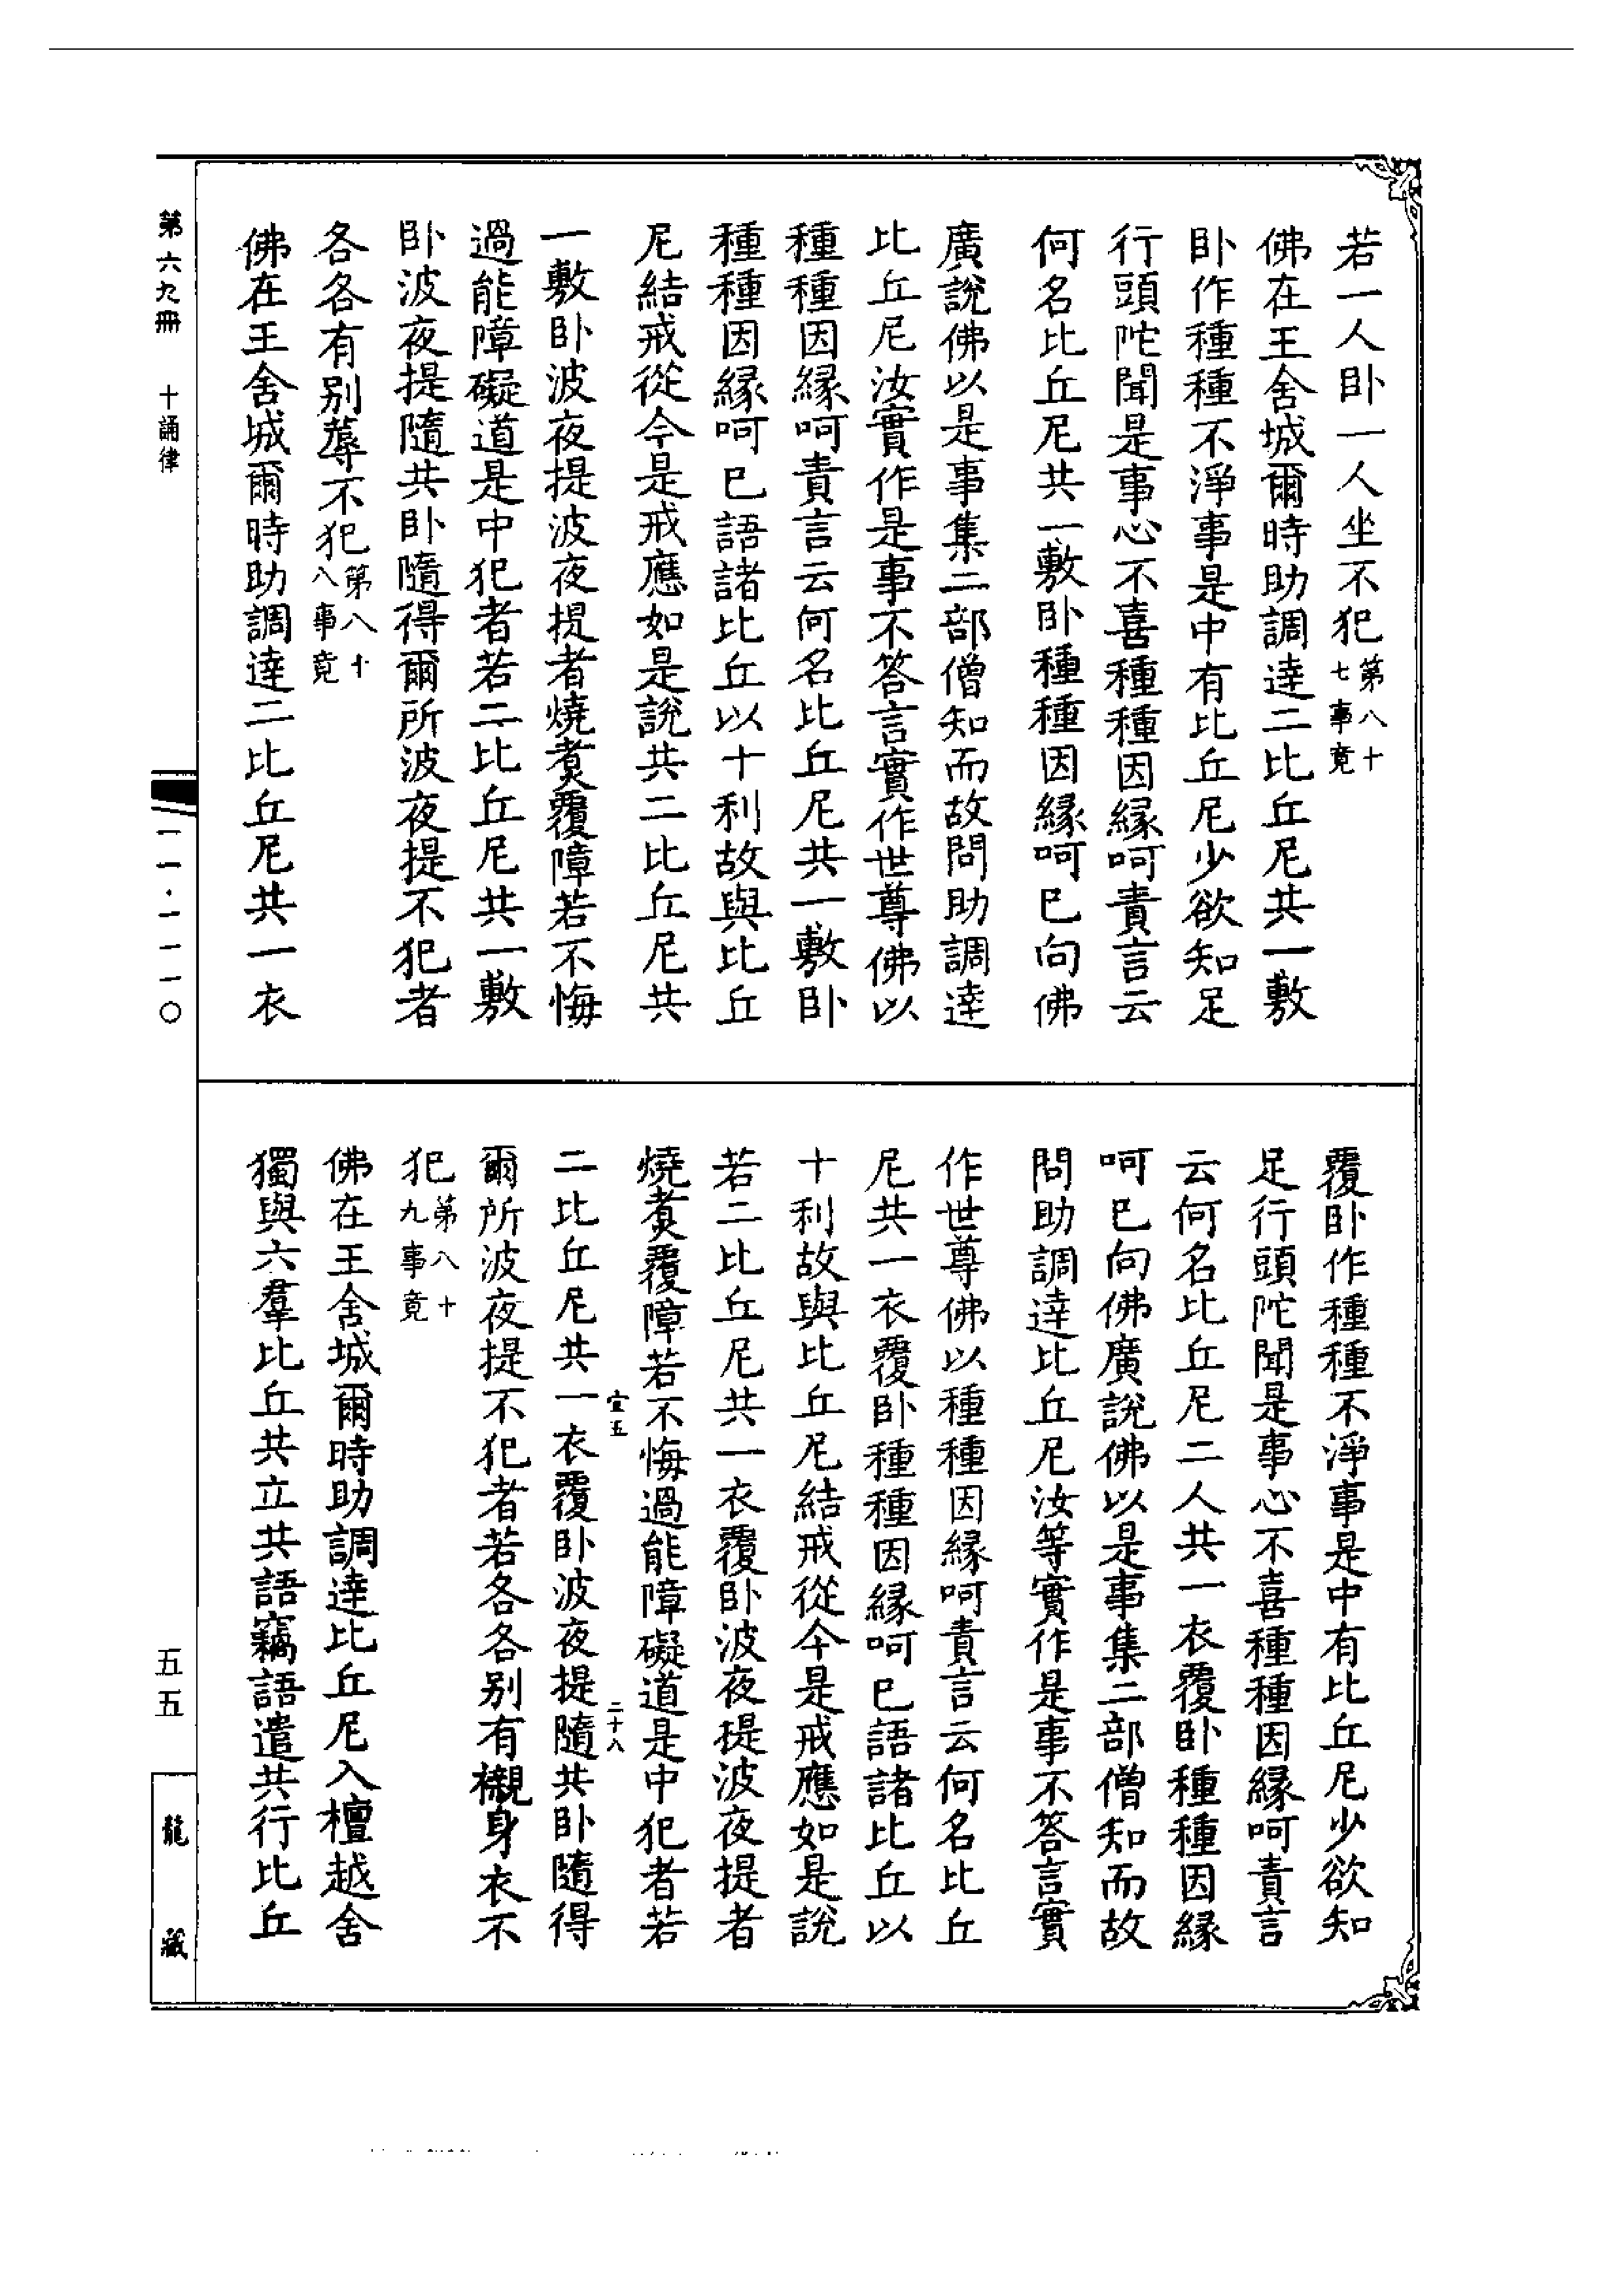 若一人卧一人坐不犯第八十七事竟
佛在王舍城爾時助調達二比丘尼共一敷
卧作種種不淨事是中有比丘尼少欲知足
行頭陀聞是事心不喜種種因緣呵責言云
何名比丘尼共一敷卧種種因緣呵已向佛
廣說佛以是事集二部僧知而故問助調達
比丘尼汝實作是事不答言實作世尊佛以
種種因緣呵責言云何名比丘尼共一敷卧
種種因緣呵已語諸比丘以十利故與比丘
尼結戒從今是戒應如是說共二比丘尼共
一敷卧波夜提波夜提者燒煑覆障若不悔
過能障礙道是中犯者若二比丘尼共一敷
卧波夜提隨共卧隨得爾所波夜提不犯者
各各有別蓐不犯第八十八事竟
佛在王舍城爾時助調達二比丘尼共一衣
覆卧作種種不淨事是中有比丘尼少欲知
足行頭陀聞是事心不喜種種因緣呵責言
云何名比丘尼二人共一衣覆卧種種因緣
呵已向佛廣說佛以是事集二部僧知而故
問助調達比丘尼汝等實作是事不答言實
作世尊佛以種種因緣呵責言云何名比丘
尼共一衣覆卧種種因緣呵已語諸比丘以
十利故與比丘尼結戒從今是戒應如是說
若二比丘尼共一衣覆卧波夜提波夜提者
燒煑覆障若不悔過能障礙道是中犯者若
宜五 二十八
二比丘尼共一衣覆卧波夜提隨共卧隨得
爾所波夜提不犯者若各各別有襯身衣不
犯第八十九事竟
佛在王舍城爾時助調達比丘尼入檀越舍
獨與六羣比丘共立共語竊語遣共行比丘
第六九冊 十誦律
一一·一一一〇
五五
龍藏